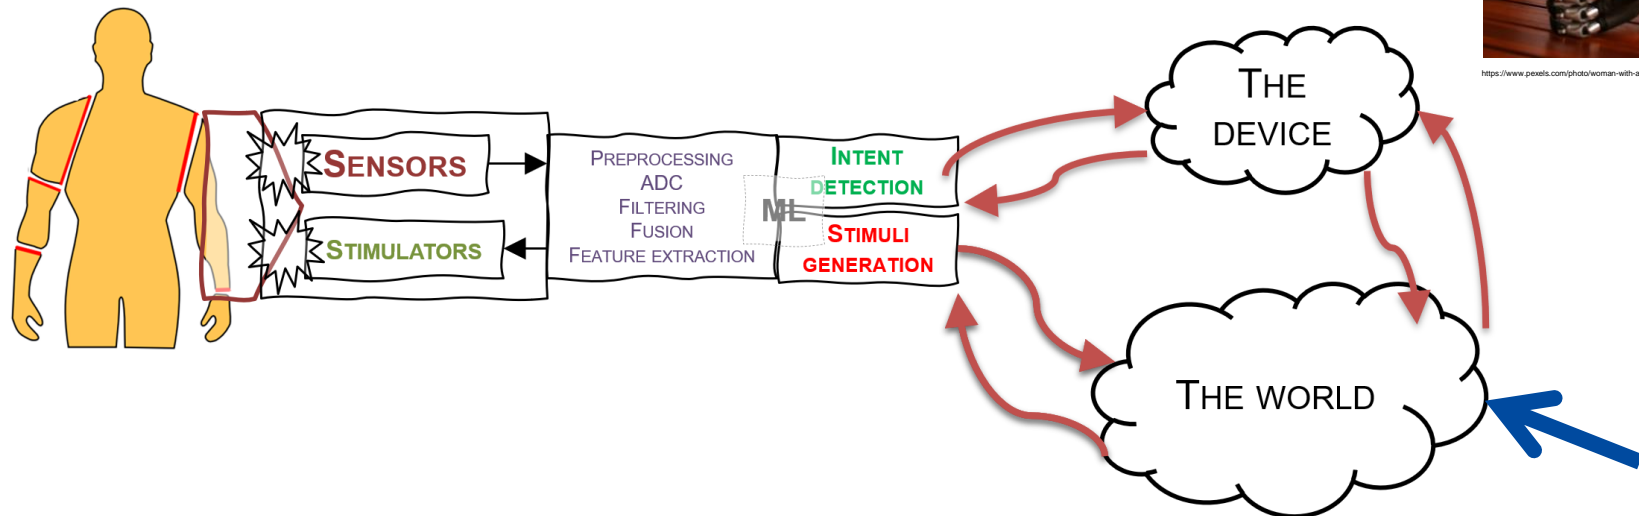 https://www.pexels.com/photo/woman-with-a
THE
DEVICE
SENSORS
STIMULATORS
PREPROCESSING
ADC
FILTERING
FUSION
FEATURE EXTRACTION
ML
INTENT
DETECTION
STIMULI
GENERATION
THE WORLD